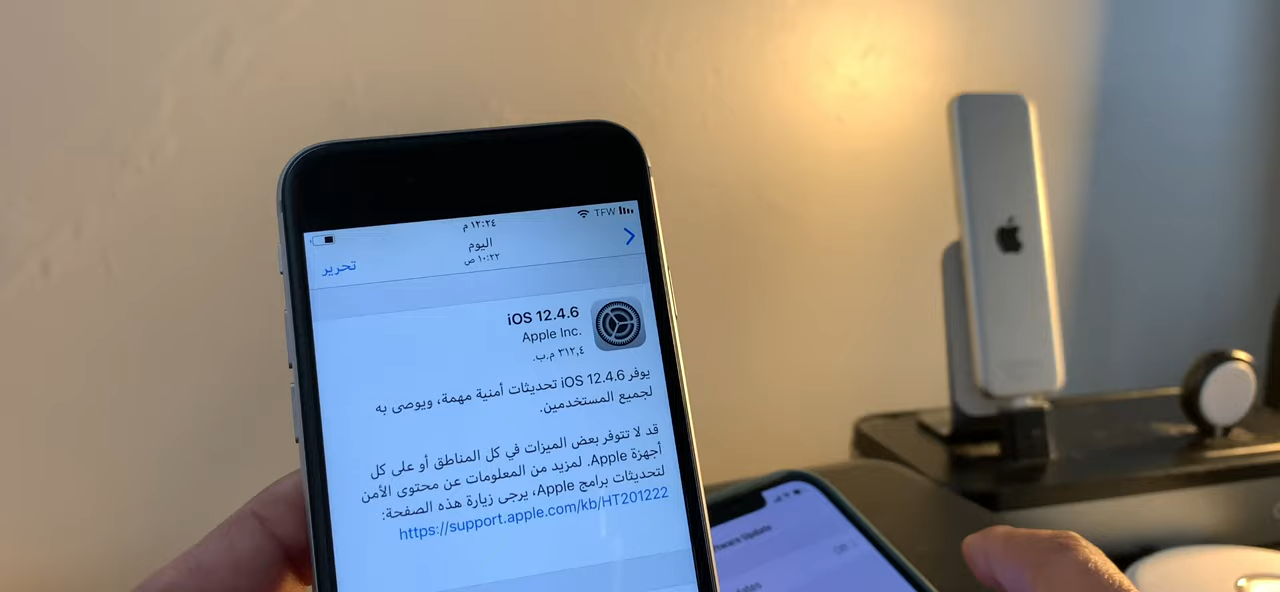 TFW
١٢:٢٤ م
اليوم
١٠:٢٢ ص
تحرير
iOS 12.4.6
Apple Inc.
٣١٢,٤ م.ب.
يوفر iOS 12.4.6 تحديثات أمنية مهمة، ويوصى به
لجميع المستخدمين.
قد لا تتوفر بعض الميزات في كل المناطق أو على كل
أجهزة Apple. لمزيد من المعلومات عن محتوى الأمن
لتحديثات برامج Apple، يرجى زيارة هذه الصفحة:
https://support.apple.com/kb/HT201222
Update
Off